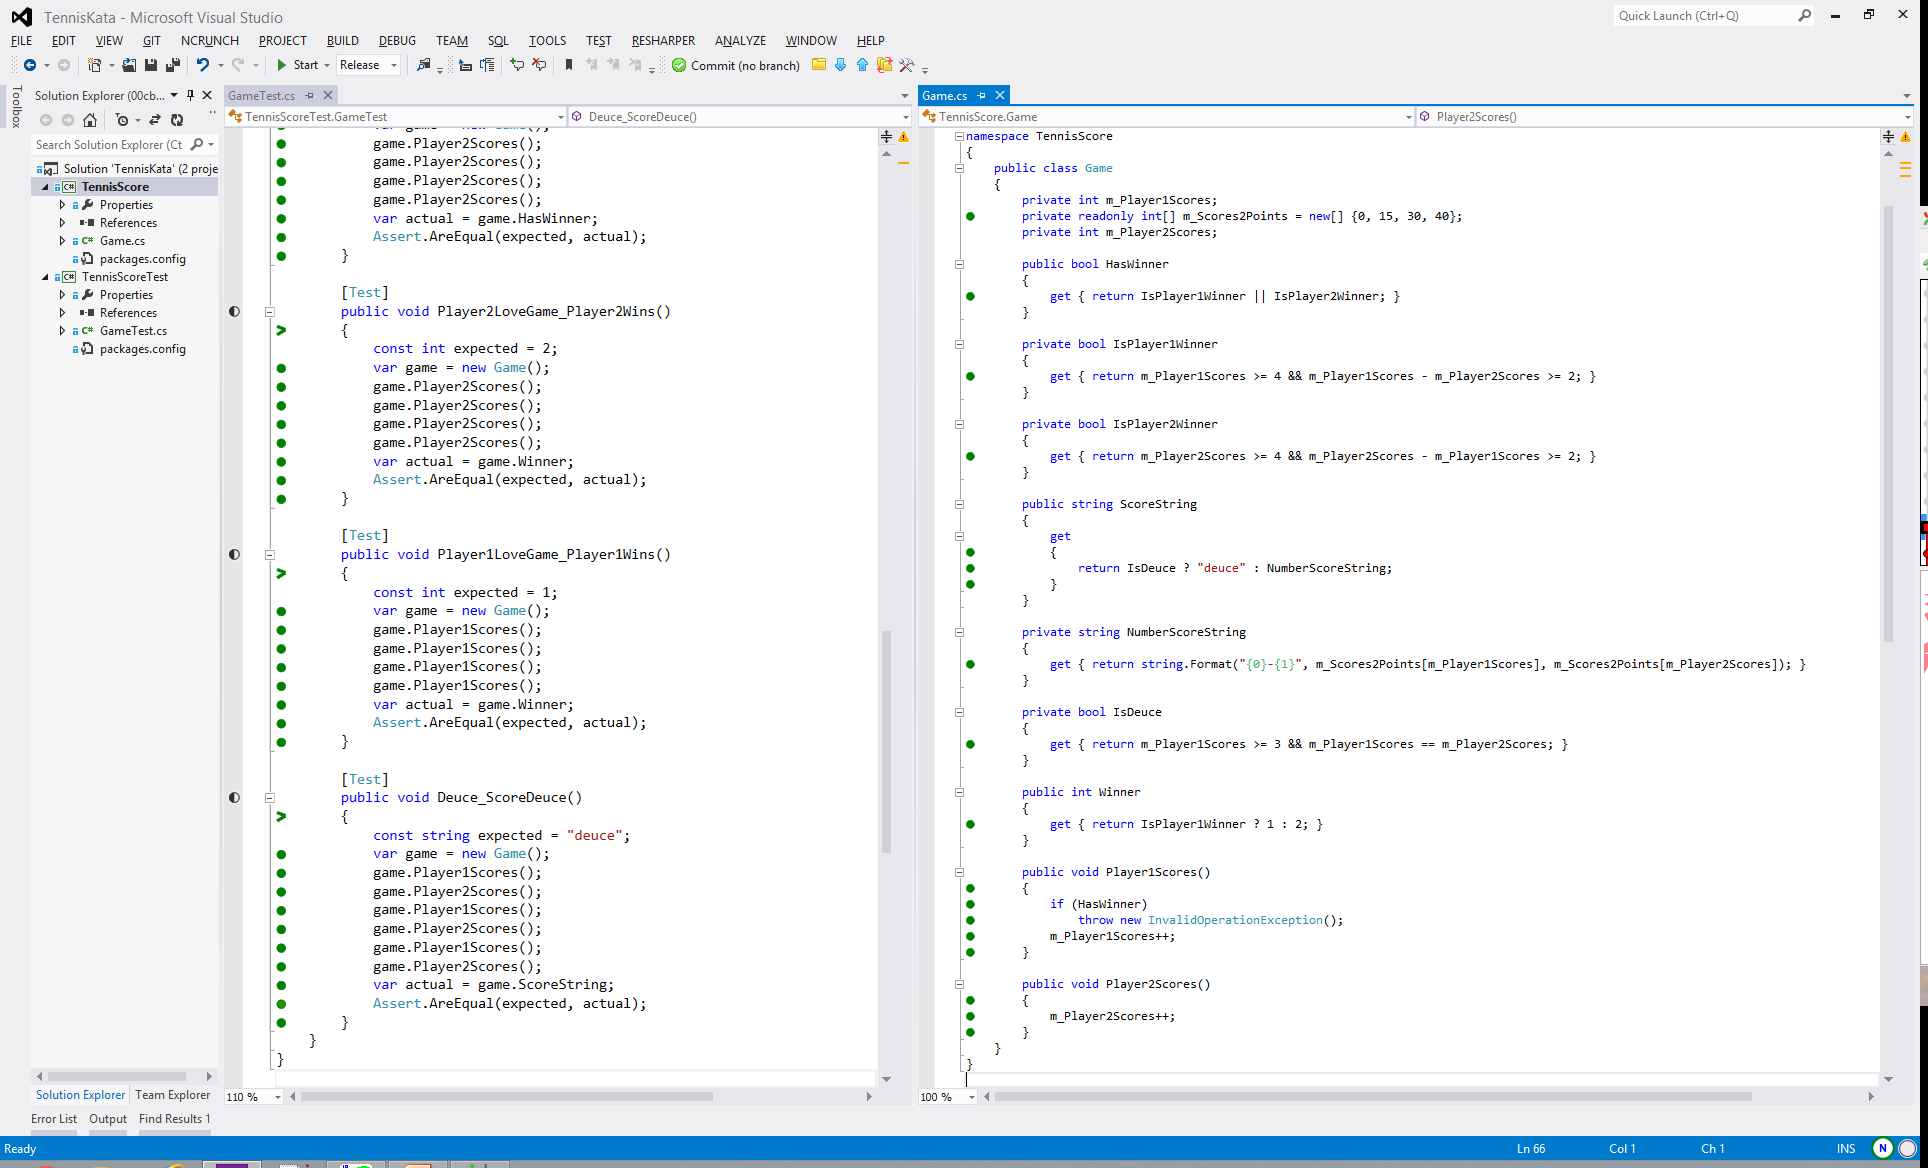 TennisKata - Microsoft Visual Studio
Quick Launch (Ctrl+Q)
FILE EDIT VIEW GIT NCRUNCH PROJECT BUILD DEBUG TEAM SQL TOOLS TEST RESHARPER ANALYZE WINDOW HELP
Start Release Commit (no branch)
Toolbox
Solution Explorer (00cb...
Search Solution Explorer (Ct
Solution 'TennisKata' (2 proje
TennisScore
Properties
References
Game.cs
packages.config
TennisScoreTest
Properties
References
GameTest.cs
packages.config
Solution Explorer Team Explorer
GameTest.cs
TennisScoreTest.GameTest Deuce_ScoreDeuce()
var game = new Game();
game.Player2Scores();
game.Player2Scores();
game.Player2Scores();
game.Player2Scores();
var actual = game.HasWinner;
Assert.AreEqual(expected, actual);
}
[Test]
public void Player2LoveGame_Player2Wins()
{
const int expected = 2;
var game = new Game();
game.Player2Scores();
game.Player2Scores();
game.Player2Scores();
game.Player2Scores();
var actual = game.Winner;
Assert.AreEqual(expected, actual);
}
[Test]
public void Player1LoveGame_Player1Wins()
{
const int expected = 1;
var game = new Game();
game.Player1Scores();
game.Player1Scores();
game.Player1Scores();
game.Player1Scores();
var actual = game.Winner;
Assert.AreEqual(expected, actual);
}
[Test]
public void Deuce_ScoreDeuce()
{
const string expected = "deuce";
var game = new Game();
game.Player1Scores();
game.Player2Scores();
game.Player1Scores();
game.Player2Scores();
game.Player1Scores();
game.Player2Scores();
var actual = game.ScoreString;
Assert.AreEqual(expected, actual);
}
}
}
110 %
Game.cs
TennisScore.Game Player2Scores()
namespace TennisScore
{
public class Game
{
private int m_Player1Scores;
private readonly int[] m_Scores2Points = new[] {0, 15, 30, 40};
private int m_Player2Scores;
public bool HasWinner
{
get { return IsPlayer1Winner || IsPlayer2Winner; }
}
private bool IsPlayer1Winner
{
get { return m_Player1Scores >= 4 && m_Player1Scores - m_Player2Scores >= 2; }
}
private bool IsPlayer2Winner
{
get { return m_Player2Scores >= 4 && m_Player2Scores - m_Player1Scores >= 2; }
}
public string ScoreString
{
get
{
return IsDeuce ? "deuce" : NumberScoreString;
}
}
private string NumberScoreString
{
get { return string.Format("{0}-{1}", m_Scores2Points[m_Player1Scores], m_Scores2Points[m_Player2Scores]); }
}
private bool IsDeuce
{
get { return m_Player1Scores >= 3 && m_Player1Scores == m_Player2Scores; }
}
public int Winner
{
get { return IsPlayer1Winner ? 1 : 2; }
}
public void Player1Scores()
{
if (HasWinner)
throw new InvalidOperationException();
m_Player1Scores++;
}
public void Player2Scores()
{
m_Player2Scores++;
}
}
}
100 %
Error List Output Find Results 1
Ready Ln 66 Col 1 Ch 1 INS N